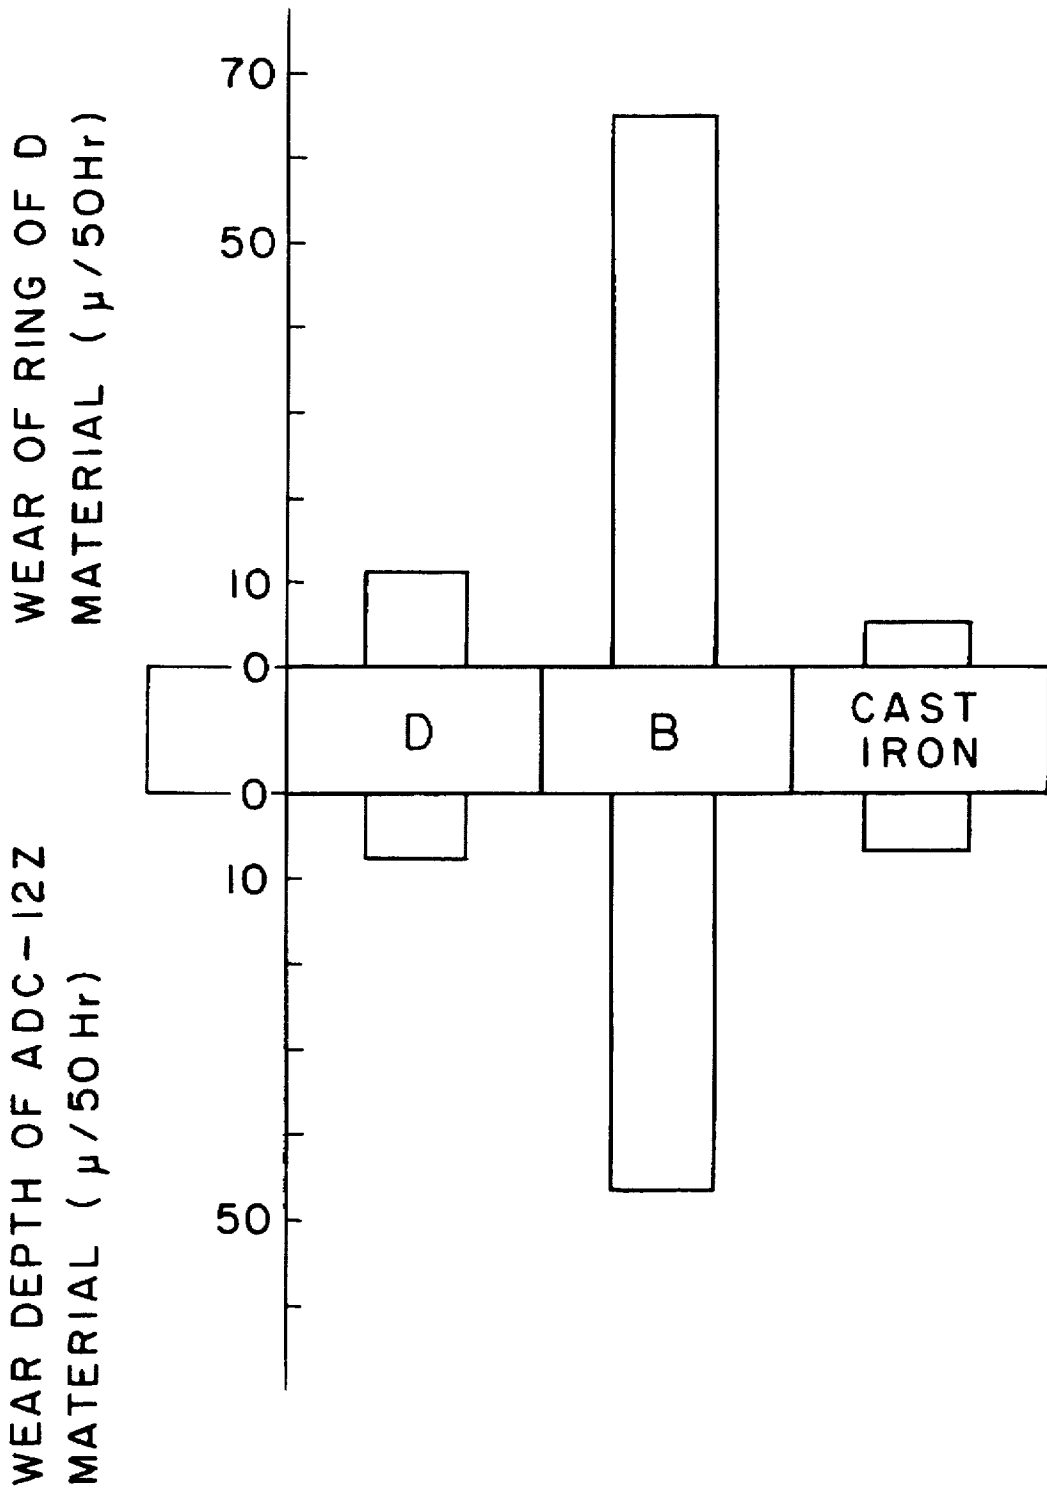 WEAR OF RING OF D
MATERIAL (μ/50Hr)
70
50
10
0
D
B
CAST
IRON
0
10
50
WEAR DEPTH OF ADC-12Z
MATERIAL (μ/50Hr)